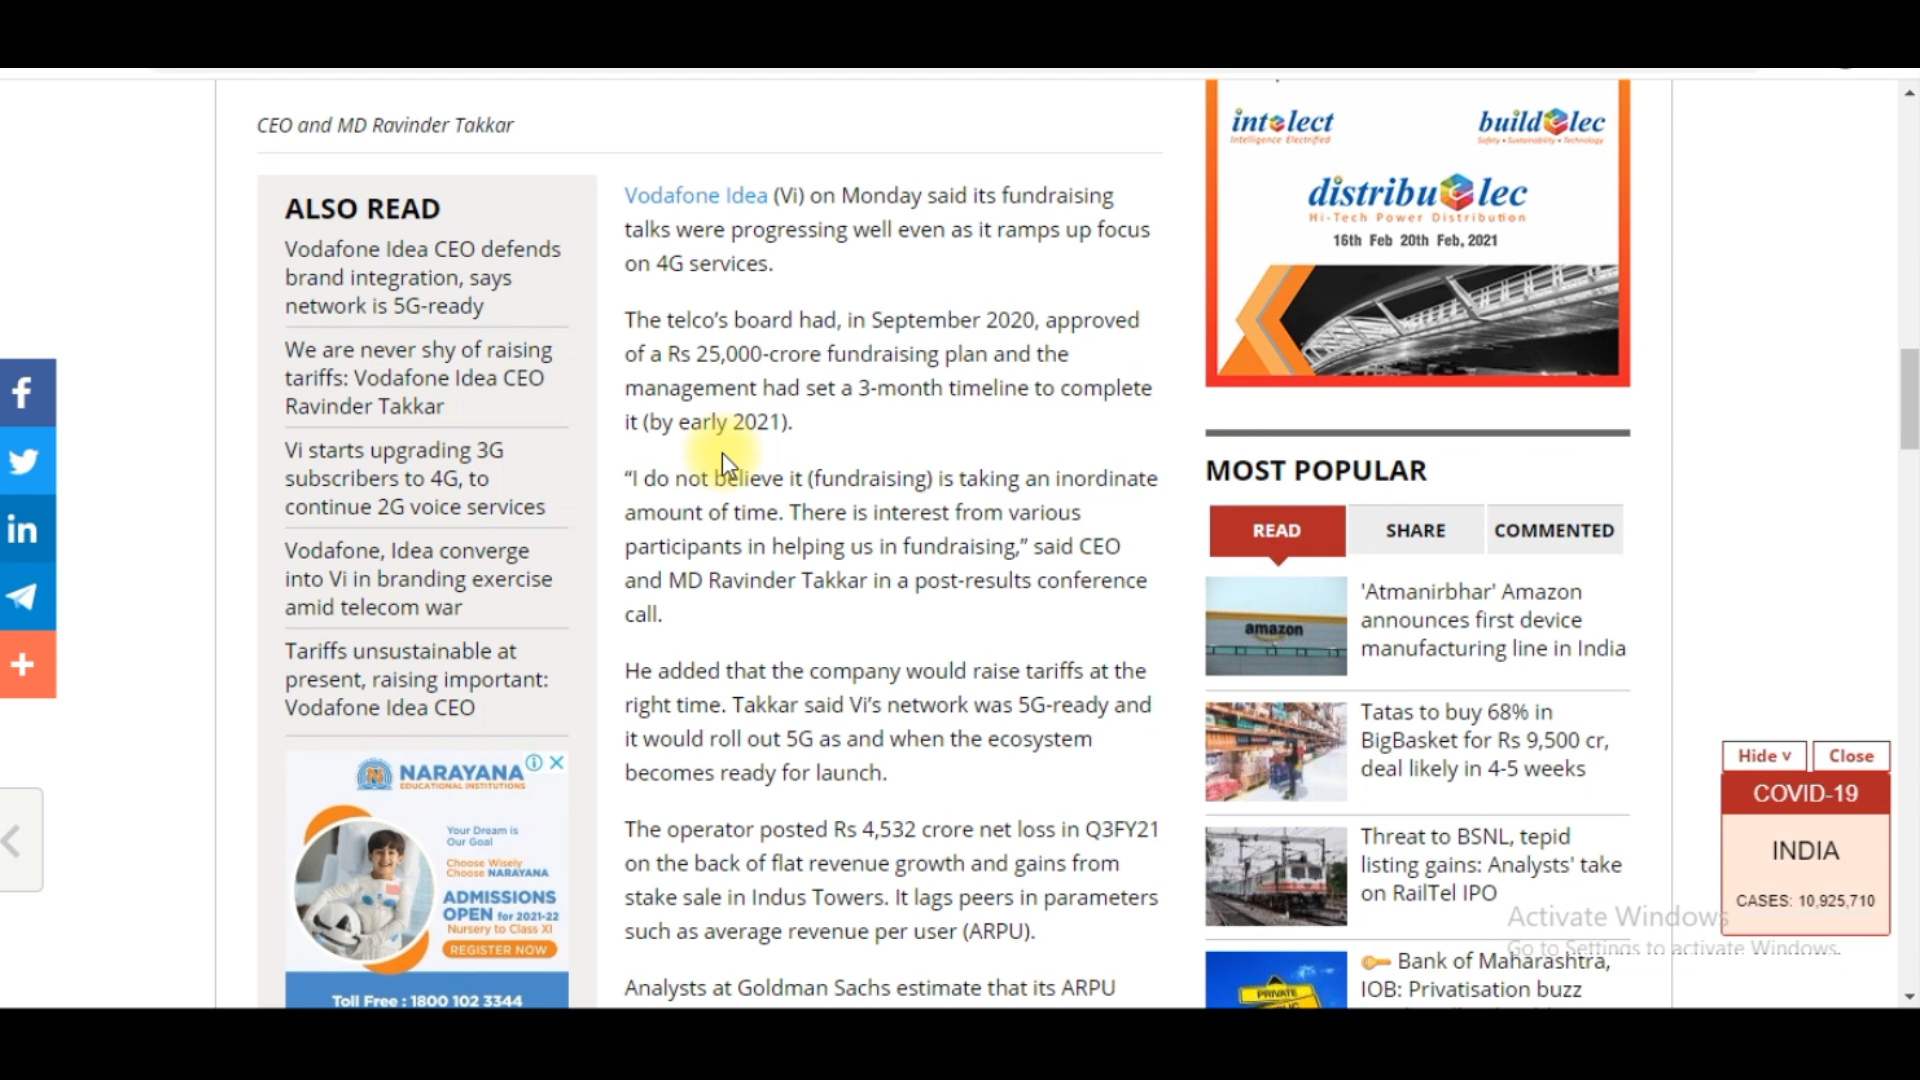 CEO and MD Ravinder Takkar
ALSO READ
Vodafone Idea CEO defends
brand integration, says
network is 5G-ready
We are never shy of raising
tariffs: Vodafone Idea CEO
Ravinder Takkar
Vi starts upgrading 3G
subscribers to 4G, to
continue 2G voice services
Vodafone, Idea converge
into Vi in branding exercise
amid telecom war
Tariffs unsustainable at
present, raising important:
Vodafone Idea CEO
NARAYANA
EDUCATIONAL INSTITUTIONS
Your Dream is
Our Goal
Choose Wisely
Choose NARAYANA
ADMISSIONS
OPEN for 2021-22
Nursery to Class XI
REGISTER NOW
Toll Free : 1800 102 3344
Vodafone Idea (Vi) on Monday said its fundraising
talks were progressing well even as it ramps up focus
on 4G services.
The telco’s board had, in September 2020, approved
of a Rs 25,000-crore fundraising plan and the
management had set a 3-month timeline to complete
it (by early 2021).
“I do not believe it (fundraising) is taking an inordinate
amount of time. There is interest from various
participants in helping us in fundraising,” said CEO
and MD Ravinder Takkar in a post-results conference
call.
He added that the company would raise tariffs at the
right time. Takkar said Vi’s network was 5G-ready and
it would roll out 5G as and when the ecosystem
becomes ready for launch.
The operator posted Rs 4,532 crore net loss in Q3FY21
on the back of flat revenue growth and gains from
stake sale in Indus Towers. It lags peers in parameters
such as average revenue per user (ARPU).
Analysts at Goldman Sachs estimate that its ARPU
intelect
Intelligence Electrified
buildelec
Safety • Sustainability • Technology
distribuelec
Hi-Tech Power Distribution
16th Feb 20th Feb, 2021
MOST POPULAR
READ
SHARE
COMMENTED
amazon
'Atmanirbhar' Amazon
announces first device
manufacturing line in India
Tatas to buy 68% in
BigBasket for Rs 9,500 cr,
deal likely in 4-5 weeks
Threat to BSNL, tepid
listing gains: Analysts' take
on RailTel IPO
PRIVATE
Bank of Maharashtra,
IOB: Privatisation buzz
Hide v
Close
COVID-19
INDIA
CASES: 10,925,710
Activate Windows
Go to Settings to activate Windows.